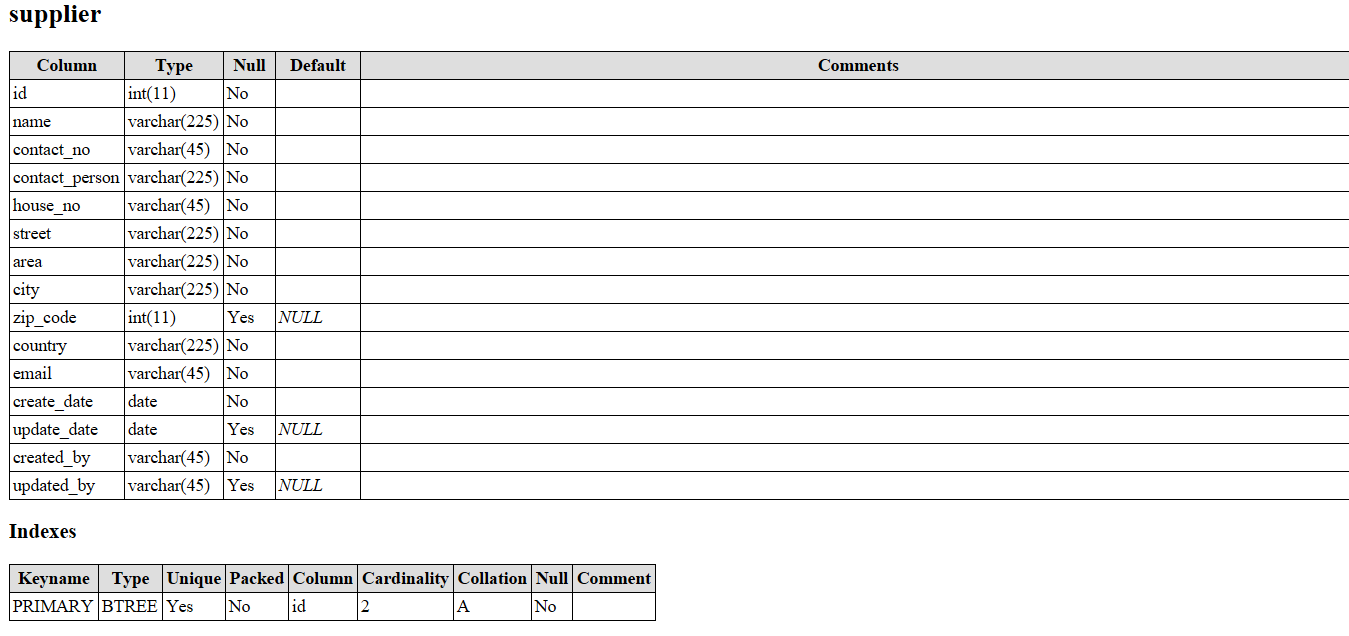 supplier
Column Type Null Default Comments
id int(11) No
name varchar(225) No
contact_no varchar(45) No
contact_person varchar(225) No
house_no varchar(45) No
street varchar(225) No
area varchar(225) No
city varchar(225) No
zip_code int(11) Yes NULL
country varchar(225) No
email varchar(45) No
create_date date No
update_date date Yes NULL
created_by varchar(45) No
updated_by varchar(45) Yes NULL
Indexes
Keyname Type Unique Packed Column Cardinality Collation Null Comment
PRIMARY BTREE Yes No id 2 A No